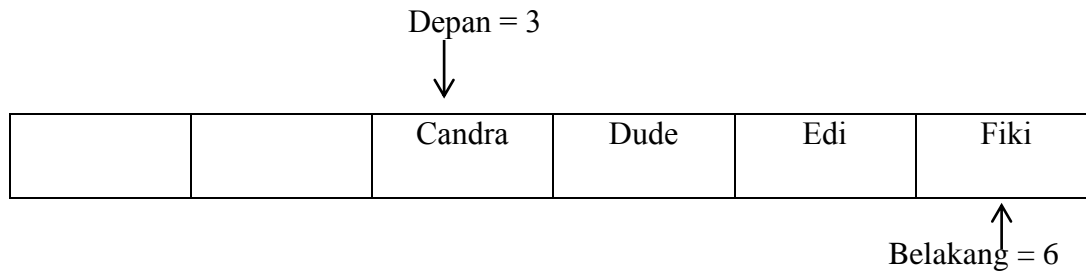 Depan = 3
Candra Dude Edi Fiki
Belakang = 6